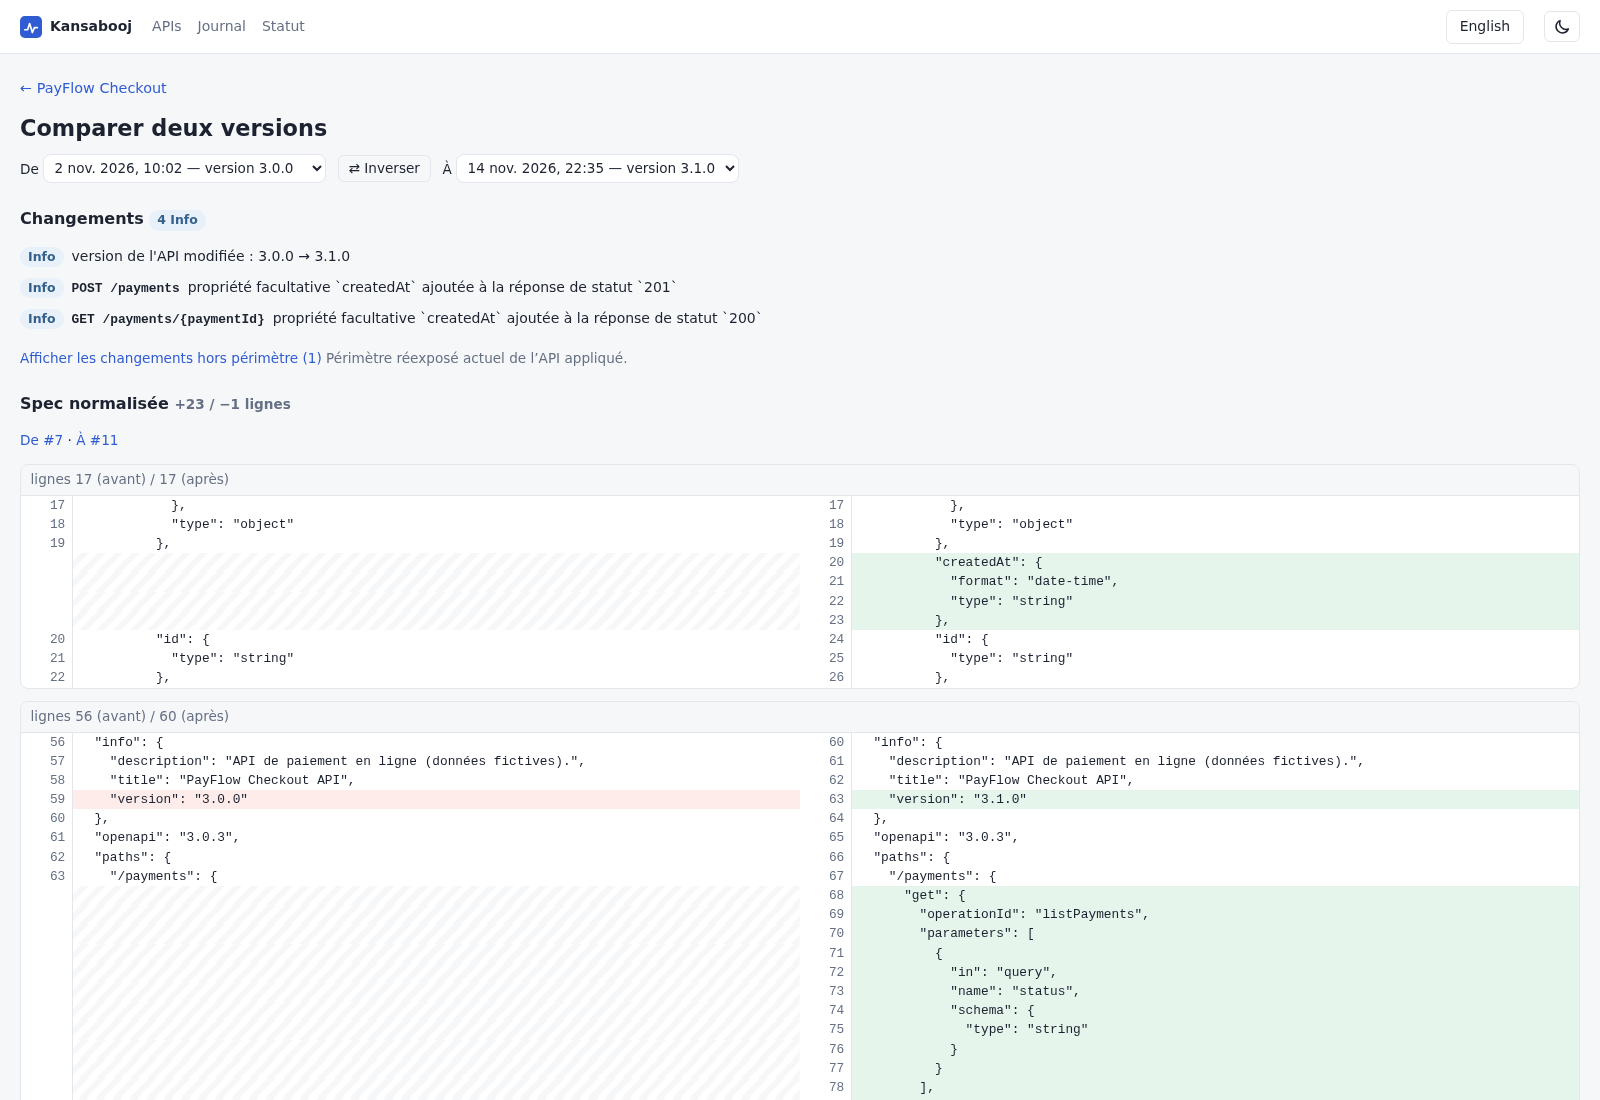 Kansabooj APIs Journal Statut English
← PayFlow Checkout
Comparer deux versions
De 2 nov. 2026, 10:02 — version 3.0.0 ⇄ Inverser À 14 nov. 2026, 22:35 — version 3.1.0
Changements 4 Info
Info version de l'API modifiée : 3.0.0 → 3.1.0
Info POST /payments propriété facultative `createdAt` ajoutée à la réponse de statut `201`
Info GET /payments/{paymentId} propriété facultative `createdAt` ajoutée à la réponse de statut `200`
Afficher les changements hors périmètre (1) Périmètre réexposé actuel de l’API appliqué.
Spec normalisée +23 / −1 lignes
De #7 · À #11
lignes 17 (avant) / 17 (après)
17 }, 17 },
18 "type": "object" 18 "type": "object"
19 }, 19 },
20 "createdAt": {
21 "format": "date-time",
22 "type": "string"
23 },
20 "id": { 24 "id": {
21 "type": "string" 25 "type": "string"
22 }, 26 },
lignes 56 (avant) / 60 (après)
56 "info": { 60 "info": {
57 "description": "API de paiement en ligne (données fictives).", 61 "description": "API de paiement en ligne (données fictives).",
58 "title": "PayFlow Checkout API", 62 "title": "PayFlow Checkout API",
59 "version": "3.0.0" 63 "version": "3.1.0"
60 }, 64 },
61 "openapi": "3.0.3", 65 "openapi": "3.0.3",
62 "paths": { 66 "paths": {
63 "/payments": { 67 "/payments": {
68 "get": {
69 "operationId": "listPayments",
70 "parameters": [
71 {
72 "in": "query",
73 "name": "status",
74 "schema": {
75 "type": "string"
76 }
77 }
78 ],